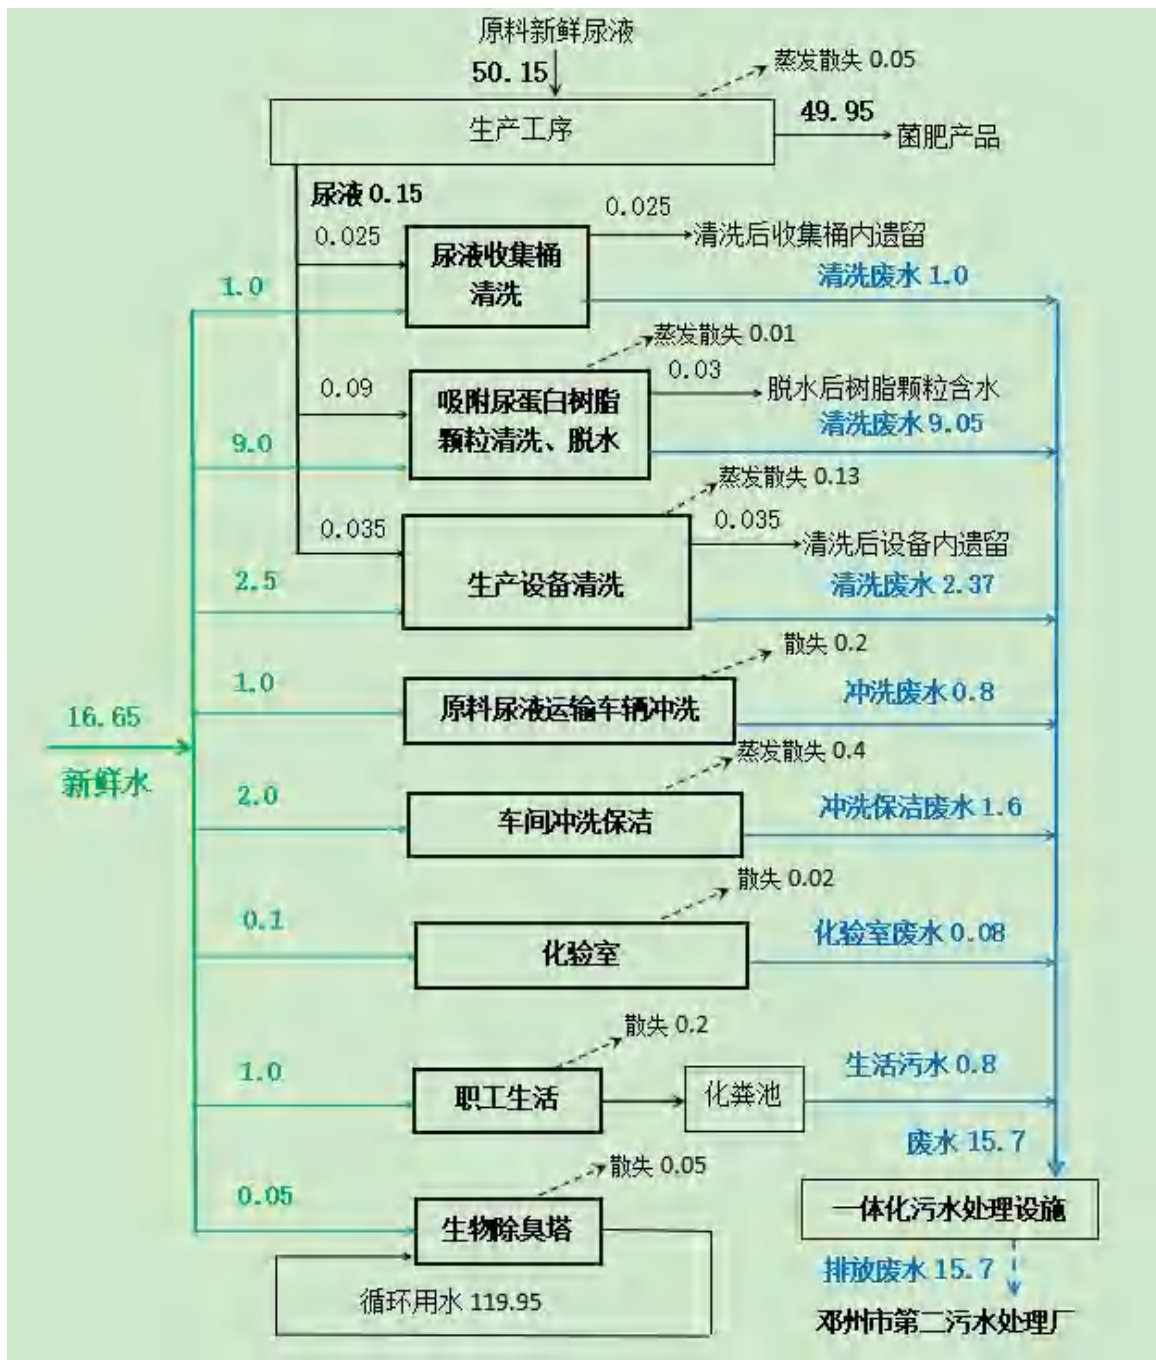 原料新鲜尿液
50.15
蒸发散失 0.05
生产工序
49.95
菌肥产品
尿液 0.15
0.025
0.025
尿液收集桶
清洗
清洗后收集桶内遗留
1.0
清洗废水 1.0
蒸发散失 0.01
0.09
0.03
吸附尿蛋白树脂
颗粒清洗、脱水
脱水后树脂颗粒含水
9.0
清洗废水 9.05
蒸发散失 0.13
0.035
0.035
清洗后设备内遗留
2.5
生产设备清洗
清洗废水 2.37
散失 0.2
1.0
原料尿液运输车辆冲洗
冲洗废水 0.8
16.65
新鲜水
蒸发散失 0.4
2.0
车间冲洗保洁
冲洗保洁废水 1.6
散失 0.02
0.1
化验室
化验室废水 0.08
散失 0.2
1.0
职工生活
化粪池
生活污水 0.8
废水 15.7
散失 0.05
0.05
生物除臭塔
一体化污水处理设施
循环用水 119.95
排放废水 15.7
邓州市第二污水处理厂